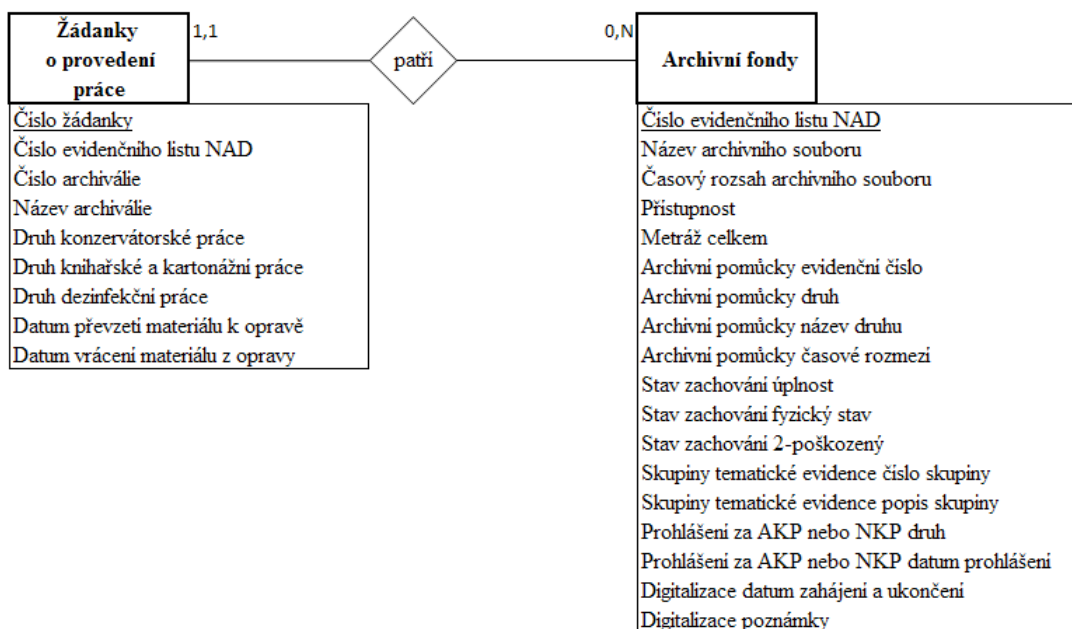 Žádanky
o provedení
práce
1,1
patří
0,N
Archivní fondy
Číslo žádanky
Číslo evidenčního listu NAD
Číslo archiválie
Název archiválie
Druh konzervátorské práce
Druh knihařské a kartonážní práce
Druh dezinfekční práce
Datum převzetí materiálu k opravě
Datum vrácení materiálu z opravy
Číslo evidenčního listu NAD
Název archivního souboru
Časový rozsah archivního souboru
Přístupnost
Metráž celkem
Archivní pomůcky evidenční číslo
Archivní pomůcky druh
Archivní pomůcky název druhu
Archivní pomůcky časové rozmezí
Stav zachování úplnost
Stav zachování fyzický stav
Stav zachování 2-poškozený
Skupiny tematické evidence číslo skupiny
Skupiny tematické evidence popis skupiny
Prohlášení za AKP nebo NKP druh
Prohlášení za AKP nebo NKP datum prohlášení
Digitalizace datum zahájení a ukončení
Digitalizace poznámky